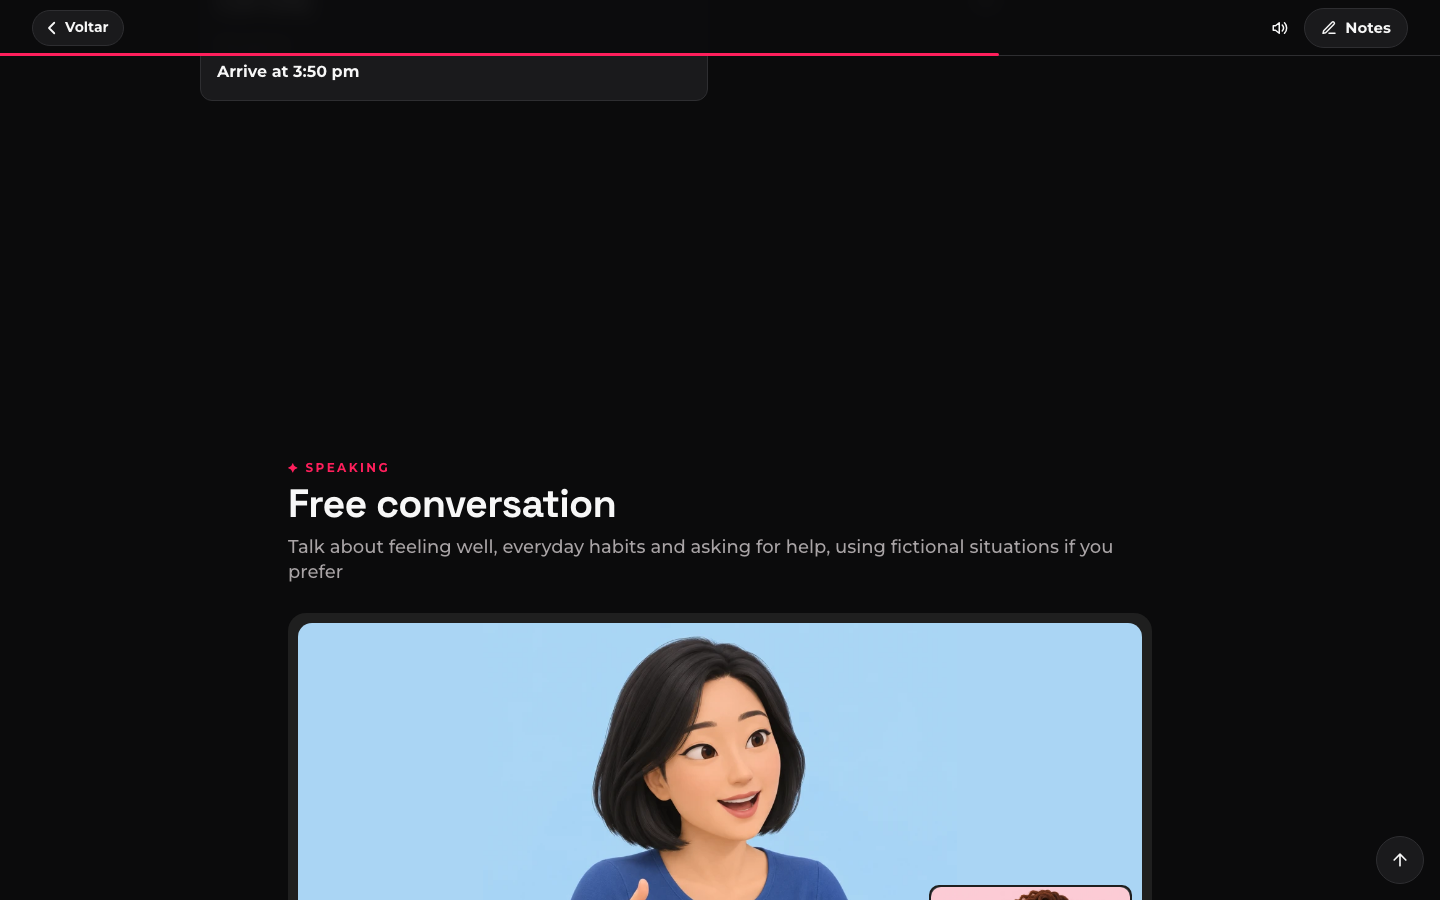 Voltar
Notes
Arrive at 3:50 pm
SPEAKING
Free conversation
Talk about feeling well, everyday habits and asking for help, using fictional situations if you
prefer